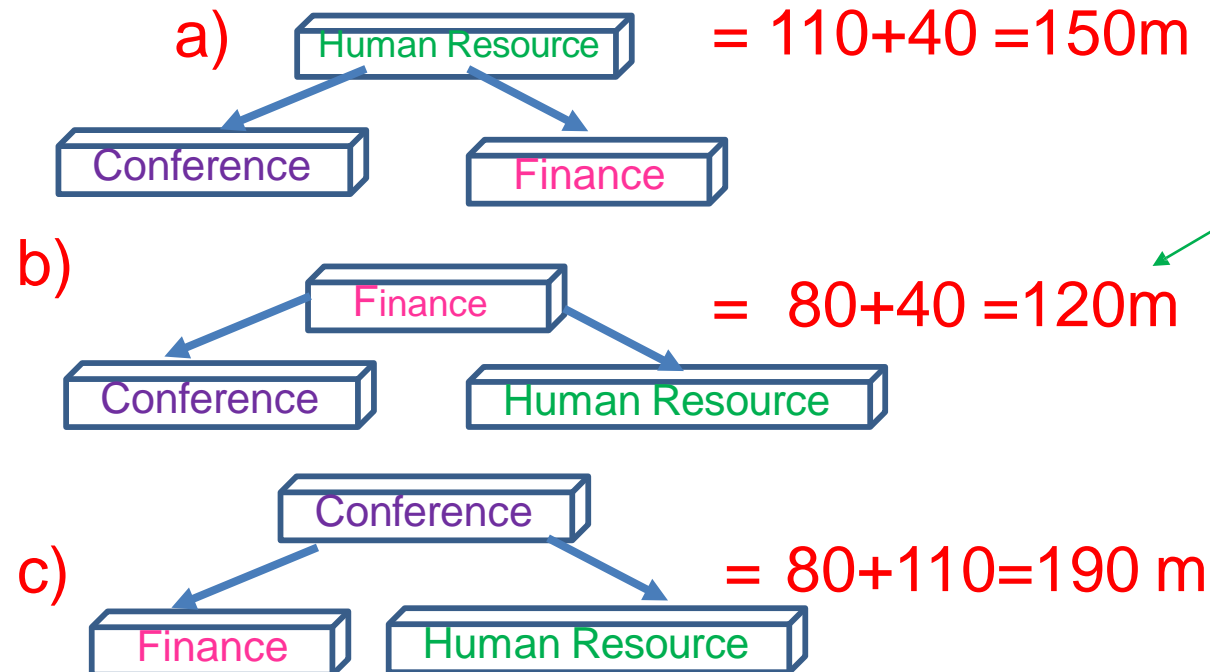 a) Human Resource = 110+40 =150m
Conference Finance
b) Finance = 80+40 =120m
Conference Human Resource
Conference
c) = 80+110=190 m
Finance Human Resource